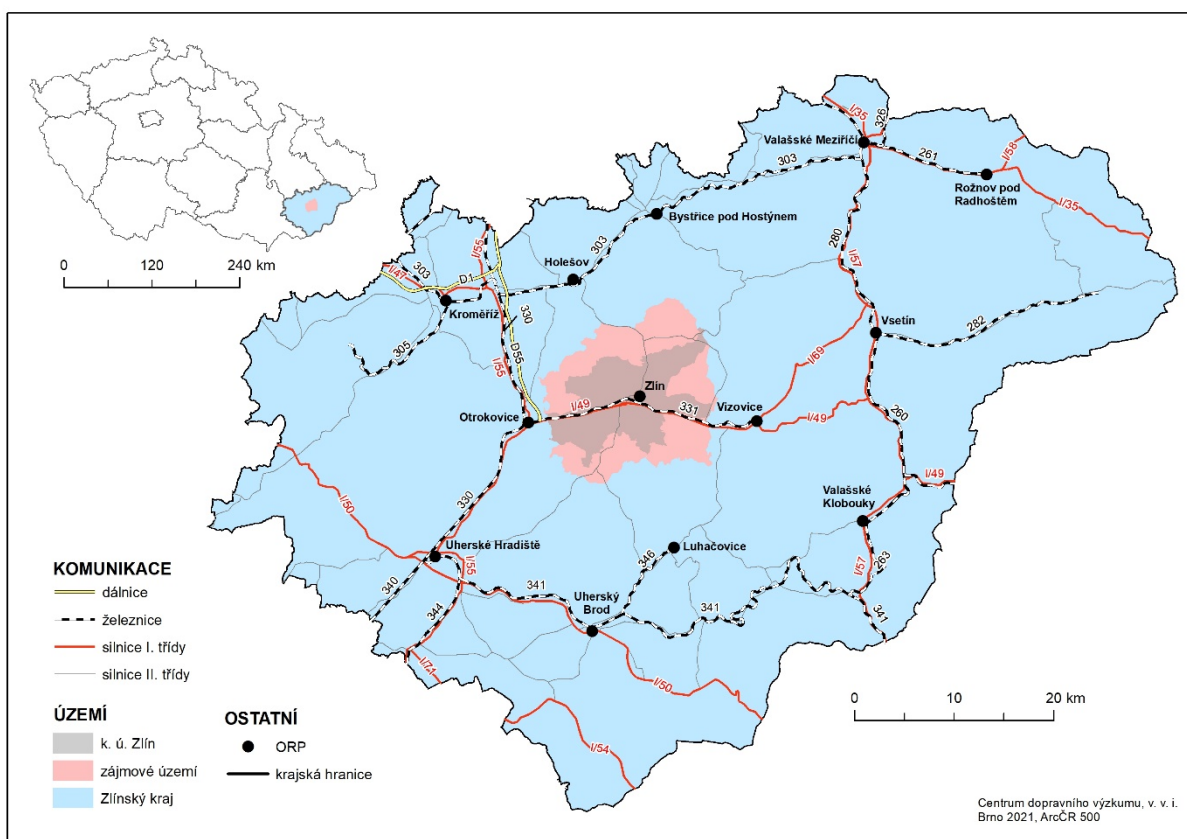 0 120 240 km
I/35
326
Valašské Meziříčí
303
261
I/58
Rožnov pod
Radhoštěm
I/35
Bystřice pod Hostýnem
280
I/57
303
I/55
Holešov
303
D1
I/47
Kroměříž
330
282
Vsetín
305
D55
I/55
I/69
Zlín
I/49
331
Vizovice
I/49
Otrokovice
260
I/49
Valašské
Klobouky
I/50
330
Uherské Hradiště
Luhačovice
346
I/55
340
341
263
I/57
344
Uherský
Brod
341
341
I/71
I/50
I/54
KOMUNIKACE
dálnice
železnice
silnice I. třídy
silnice II. třídy
ÚZEMÍ
k. ú. Zlín
zájmové území
Zlínský kraj
OSTATNÍ
ORP
krajská hranice
0 10 20 km
Centrum dopravního výzkumu, v. v. i.
Brno 2021, ArcČR 500